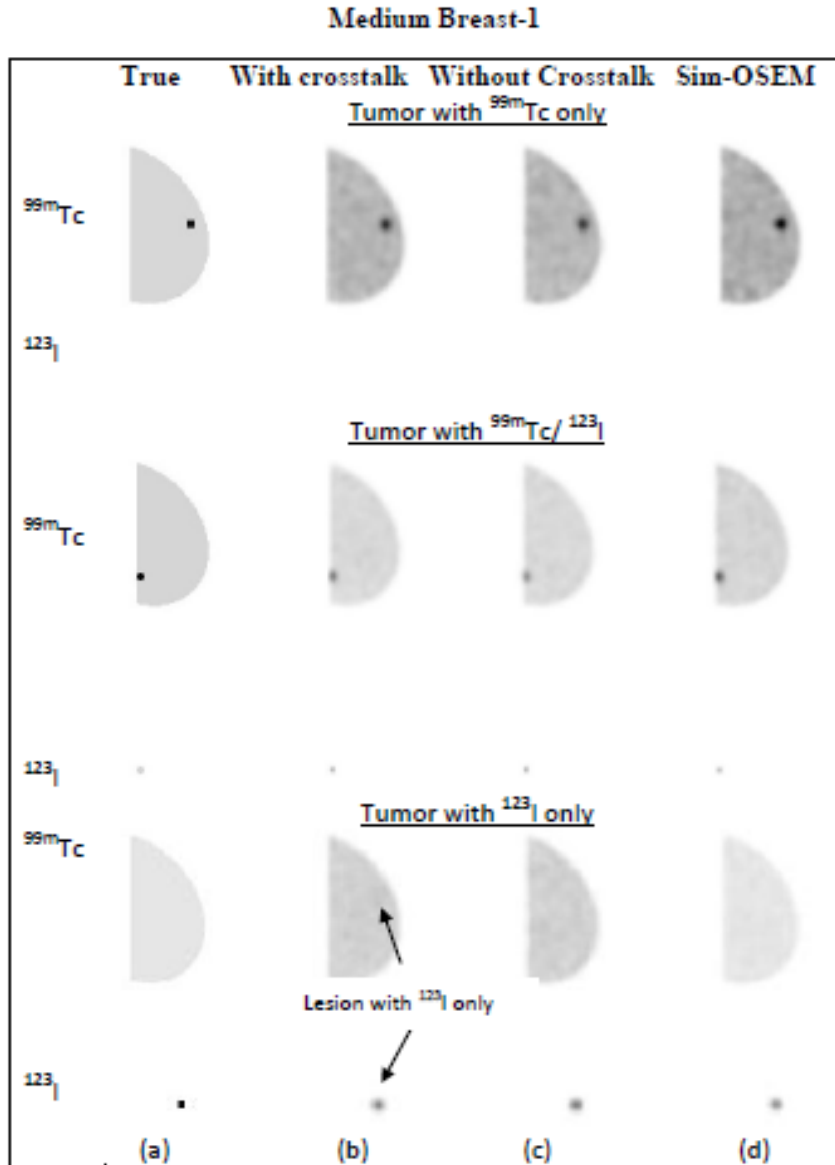 Medium Breast-1
True With crosstalk Without Crosstalk Sim-OSEM
Tumor with ⁹⁹ᵐTc only
⁹⁹ᵐTc
¹²³I
Tumor with ⁹⁹ᵐTc/ ¹²³I
⁹⁹ᵐTc
¹²³I
Tumor with ¹²³I only
⁹⁹ᵐTc
Lesion with ¹²³I only
¹²³I
(a) (b) (c) (d)